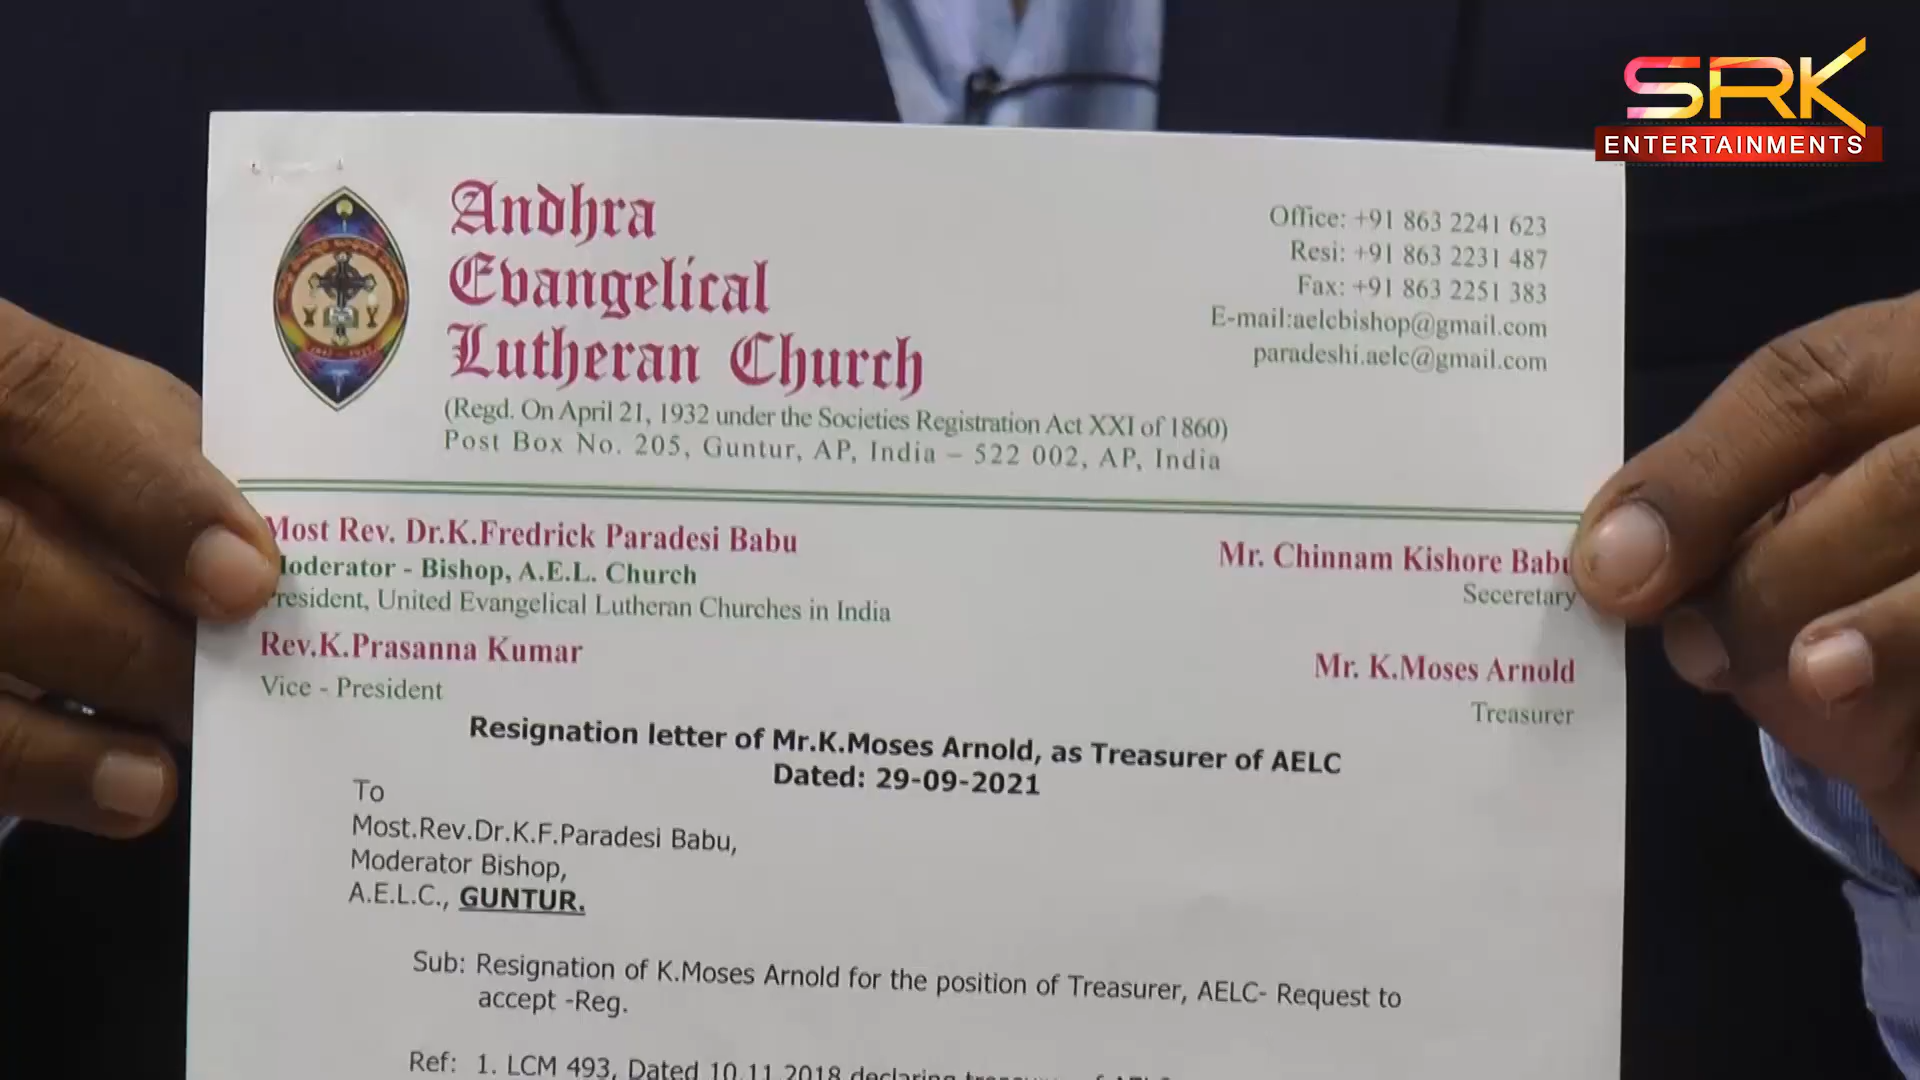 SRK
ENTERTAINMENTS
Andhra
Evangelical
Lutheran Church
(Regd. On April 21, 1932 under the Societies Registration Act XXI of 1860)
Post Box No. 205, Guntur, AP, India – 522 002, AP, India
Office: +91 863 2241 623
Resi: +91 863 2231 487
Fax: +91 863 2251 383
E-mail:aelcbishop@gmail.com
paradeshi.aelc@gmail.com
Most Rev. Dr.K.Fredrick Paradesi Babu
Moderator - Bishop, A.E.L. Church
President, United Evangelical Lutheran Churches in India
Rev.K.Prasanna Kumar
Vice - President
Mr. Chinnam Kishore Babu
Seceretary
Mr. K.Moses Arnold
Treasurer
Resignation letter of Mr.K.Moses Arnold, as Treasurer of AELC
Dated: 29-09-2021
To
Most.Rev.Dr.K.F.Paradesi Babu,
Moderator Bishop,
A.E.L.C., GUNTUR.
Sub: Resignation of K.Moses Arnold for the position of Treasurer, AELC- Request to
accept -Reg.
Ref: 1. LCM 493, Dated 10.11.2018 declaring